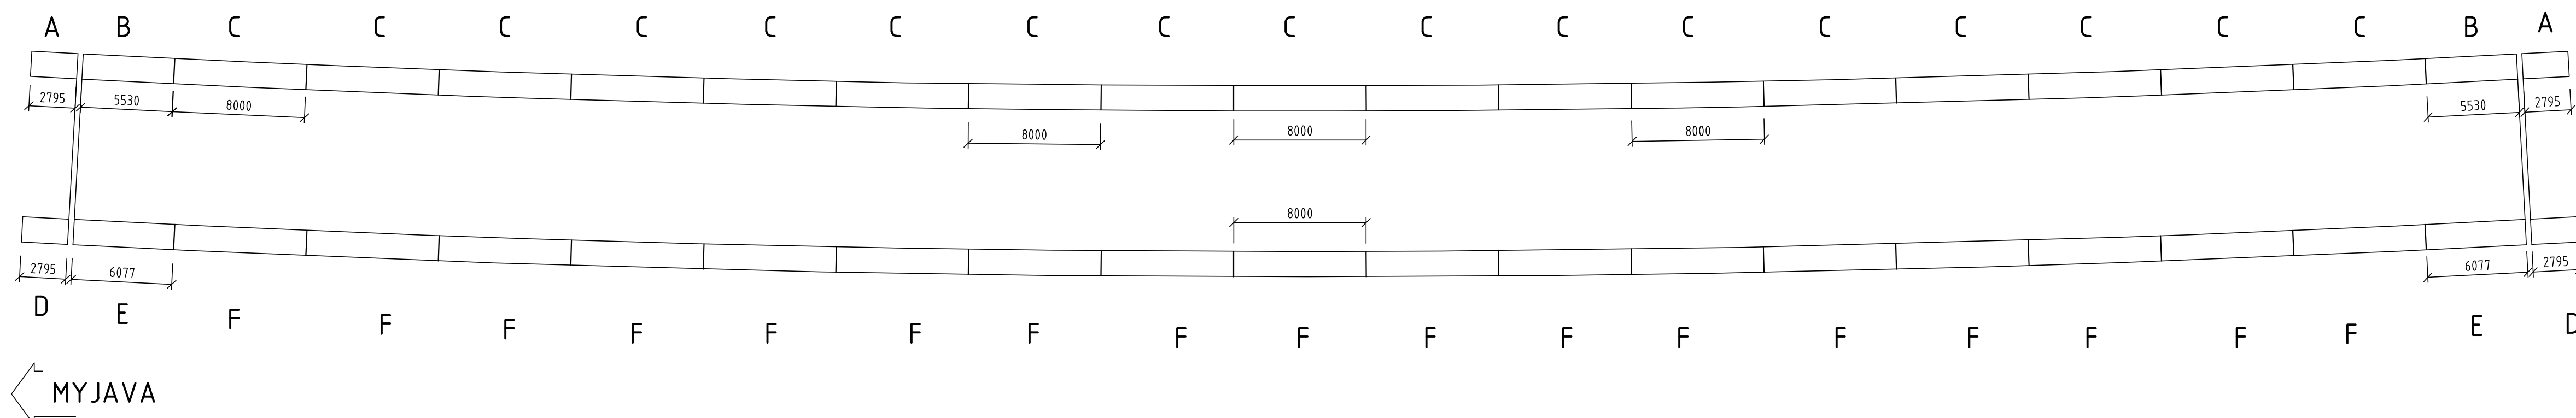 A B C C C C C C C C C C C C C C C C C B A
2795 5530 8000 5530 2795
8000 8000 8000
8000
2795 6077 6077 2795
D E F F F F F F F F F F F F F F F F F E D
MYJAVA